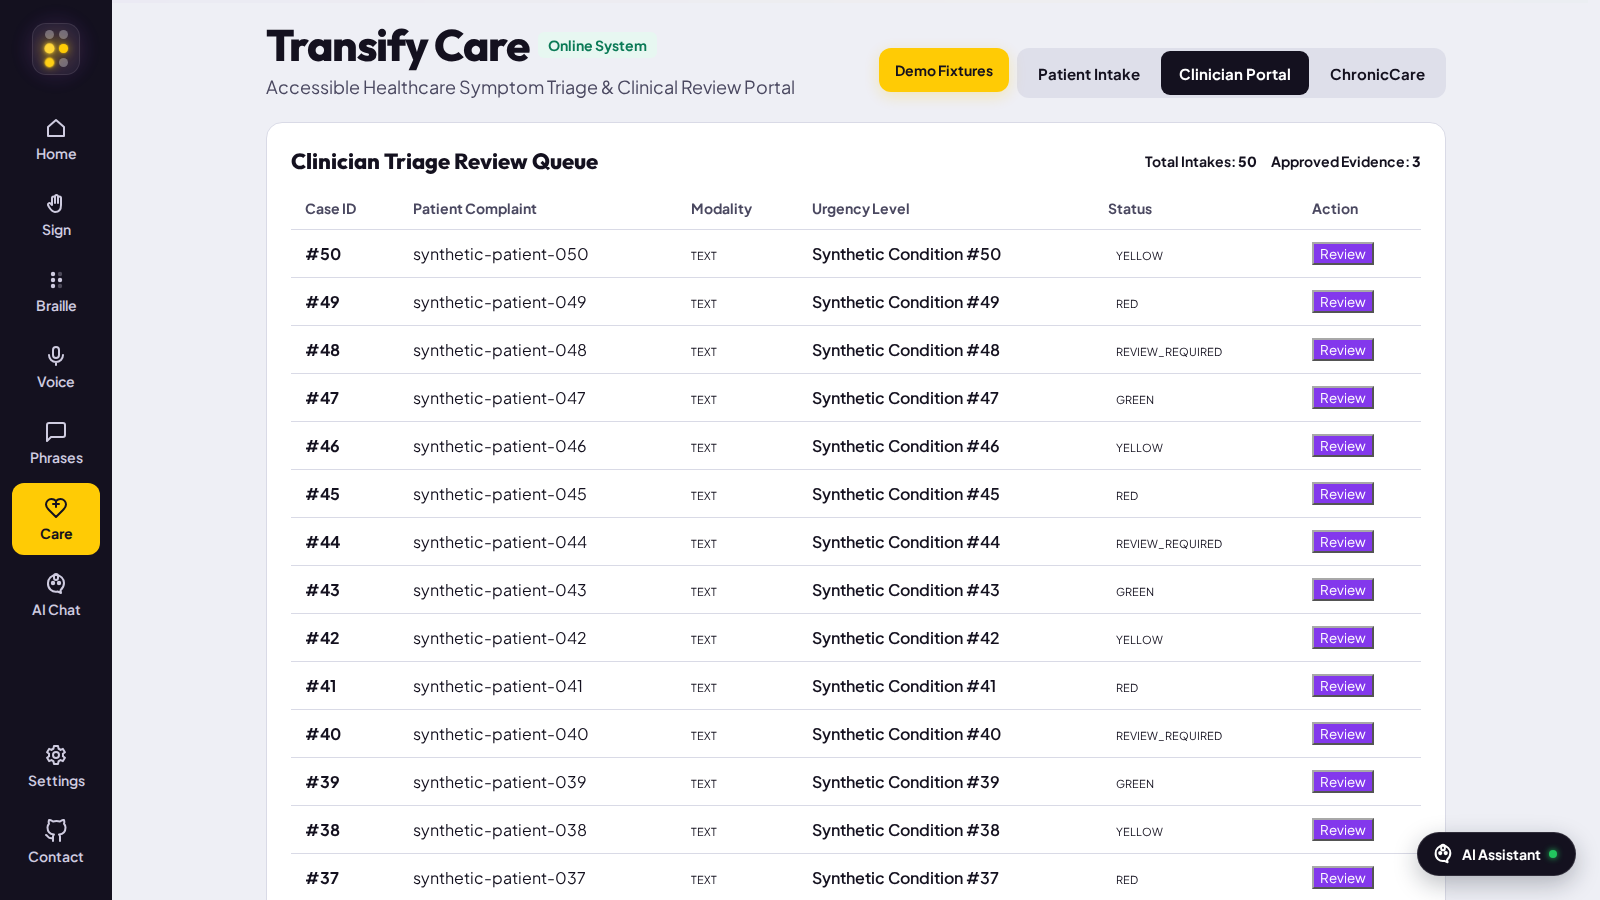 Home
Sign
Braille
Voice
Phrases
Care
AI Chat
Settings
Contact
Transify Care Online System
Accessible Healthcare Symptom Triage & Clinical Review Portal
Demo Fixtures Patient Intake Clinician Portal ChronicCare
Clinician Triage Review Queue Total Intakes: 50 Approved Evidence: 3
Case ID Patient Complaint Modality Urgency Level Status Action
#50 synthetic-patient-050 TEXT Synthetic Condition #50 YELLOW Review
#49 synthetic-patient-049 TEXT Synthetic Condition #49 RED Review
#48 synthetic-patient-048 TEXT Synthetic Condition #48 REVIEW_REQUIRED Review
#47 synthetic-patient-047 TEXT Synthetic Condition #47 GREEN Review
#46 synthetic-patient-046 TEXT Synthetic Condition #46 YELLOW Review
#45 synthetic-patient-045 TEXT Synthetic Condition #45 RED Review
#44 synthetic-patient-044 TEXT Synthetic Condition #44 REVIEW_REQUIRED Review
#43 synthetic-patient-043 TEXT Synthetic Condition #43 GREEN Review
#42 synthetic-patient-042 TEXT Synthetic Condition #42 YELLOW Review
#41 synthetic-patient-041 TEXT Synthetic Condition #41 RED Review
#40 synthetic-patient-040 TEXT Synthetic Condition #40 REVIEW_REQUIRED Review
#39 synthetic-patient-039 TEXT Synthetic Condition #39 GREEN Review
#38 synthetic-patient-038 TEXT Synthetic Condition #38 YELLOW Review
#37 synthetic-patient-037 TEXT Synthetic Condition #37 RED Review
AI Assistant